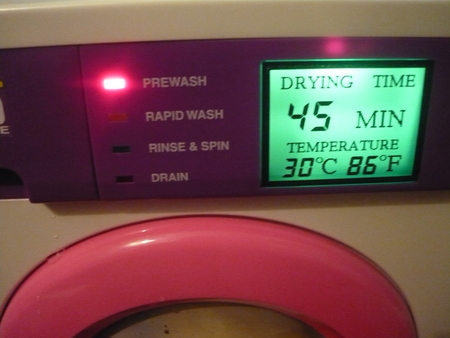 PREWASH
RAPID WASH
RINSE & SPIN
DRAIN
DRYING TIME
45 MIN
TEMPERATURE
30°C 86°F